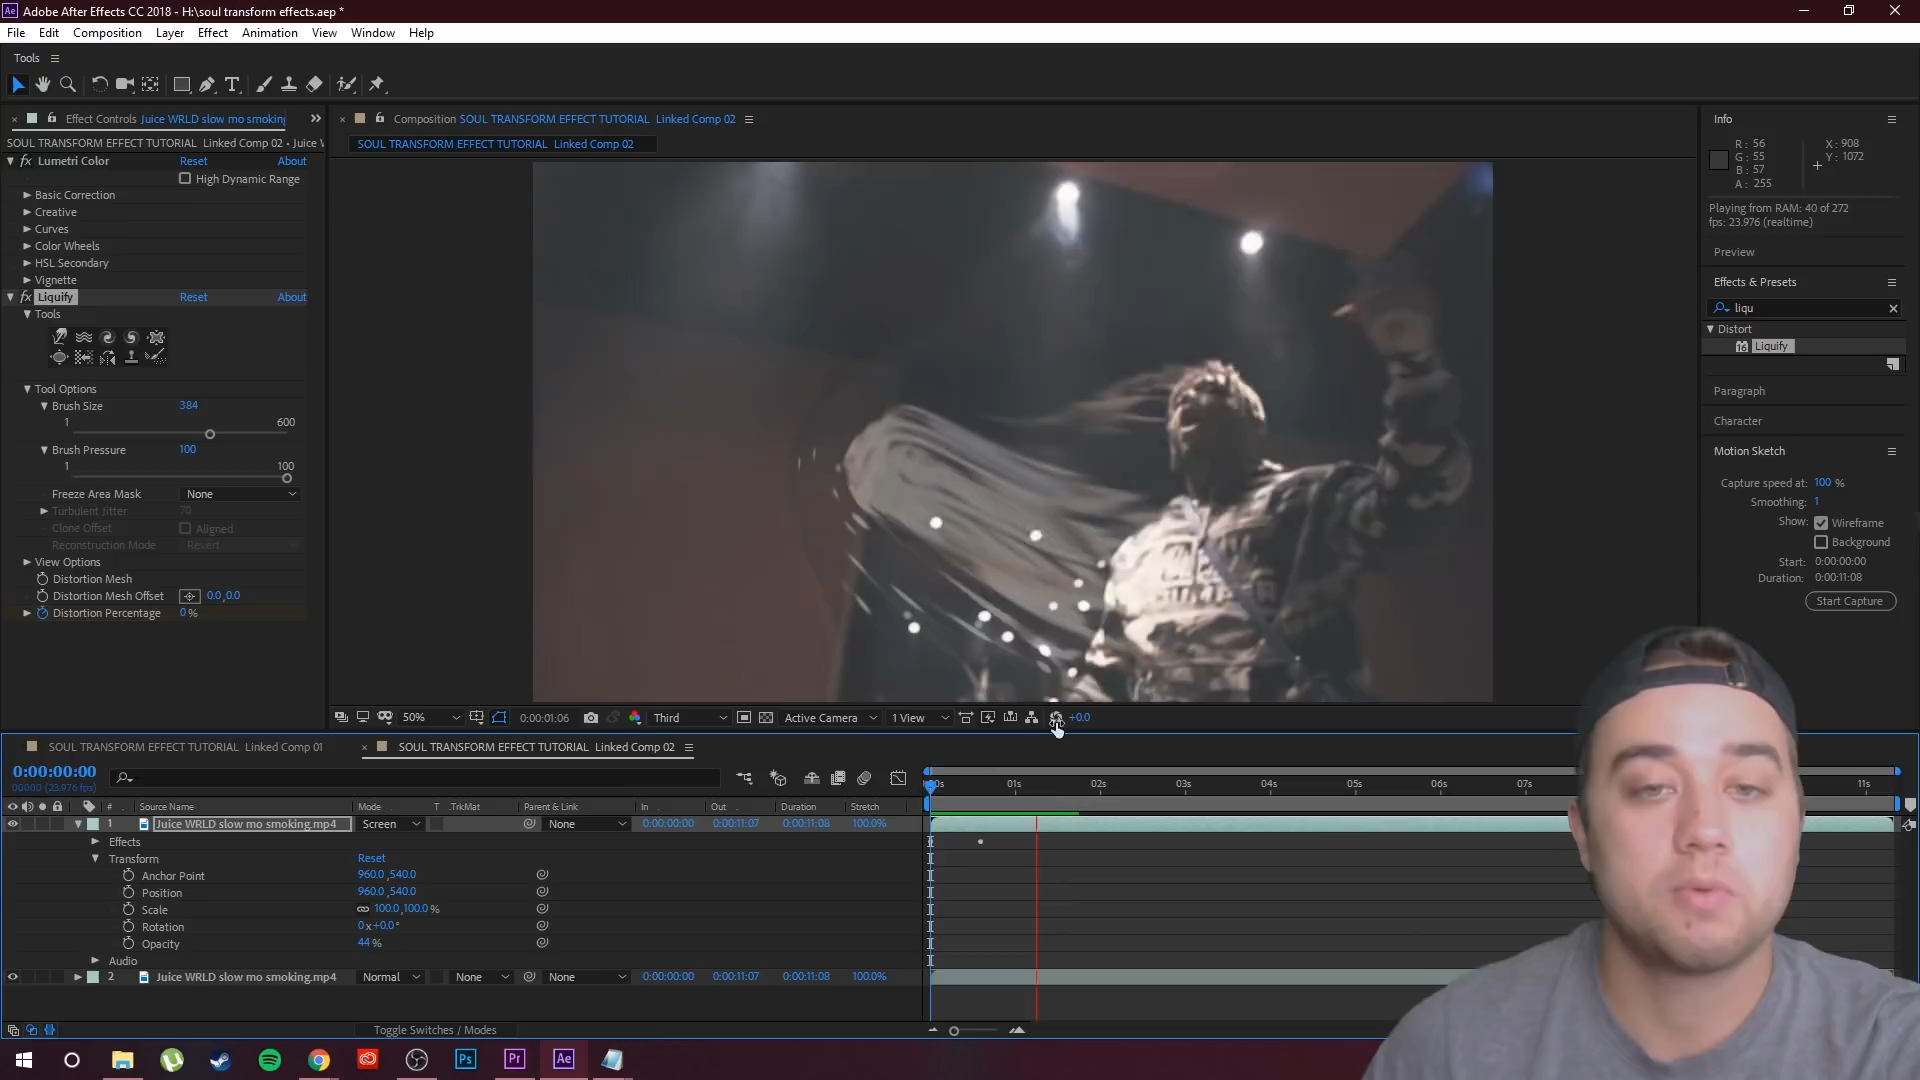 Adobe After Effects CC 2018 - H:\soul transform effects.aep *
File Edit Composition Layer Effect Animation View Window Help
Tools
Effect Controls Juice WRLD slow mo smoking
SOUL TRANSFORM EFFECT TUTORIAL Linked Comp 02 • Juice
Lumetri Color Reset About
High Dynamic Range
Basic Correction
Creative
Curves
Color Wheels
HSL Secondary
Vignette
Liquify Reset About
Tools
Tool Options
Brush Size 384
1 600
Brush Pressure 100
1 100
Freeze Area Mask None
Turbulent Jitter 70
Clone Offset Aligned
Reconstruction Mode Revert
View Options
Distortion Mesh
Distortion Mesh Offset 0.0,0.0
Distortion Percentage 0 %
Composition SOUL TRANSFORM EFFECT TUTORIAL Linked Comp 02
SOUL TRANSFORM EFFECT TUTORIAL Linked Comp 02
50% 0:00:01:06 Third Active Camera 1 View +0.0
Info
R: 56 X: 908
G: 55 Y: 1072
B: 57
A: 255
Playing from RAM: 40 of 272
fps: 23.976 (realtime)
Preview
Effects & Presets
liqu
Distort
16 Liquify
Paragraph
Character
Motion Sketch
Capture speed at: 100 %
Smoothing: 1
Show: Wireframe
Background
Start: 0:00:00:00
Duration: 0:00:11:08
Start Capture
SOUL TRANSFORM EFFECT TUTORIAL Linked Comp 01 SOUL TRANSFORM EFFECT TUTORIAL Linked Comp 02
0:00:00:00
00000 (23.976 fps)
01s 02s 03s 04s 05s 06s 07s 11s
# Source Name Mode T .TrkMat Parent & Link In Out Duration Stretch
1 Juice WRLD slow mo smoking.mp4 Screen None 0:00:00:00 0:00:11:07 0:00:11:08 100.0%
Effects
Transform Reset
Anchor Point 960.0,540.0
Position 960.0,540.0
Scale 100.0,100.0 %
Rotation 0x+0.0°
Opacity 44 %
Audio
2 Juice WRLD slow mo smoking.mp4 Normal None None 0:00:00:00 0:00:11:07 0:00:11:08 100.0%
Toggle Switches / Modes
Ps Pr Ae